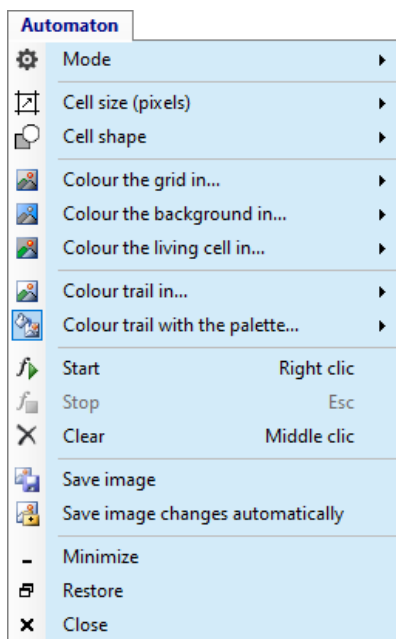 Automaton
Mode
Cell size (pixels)
Cell shape
Colour the grid in...
Colour the background in...
Colour the living cell in...
Colour trail in...
Colour trail with the palette...
Start Right clic
Stop Esc
Clear Middle clic
Save image
Save image changes automatically
Minimize
Restore
Close